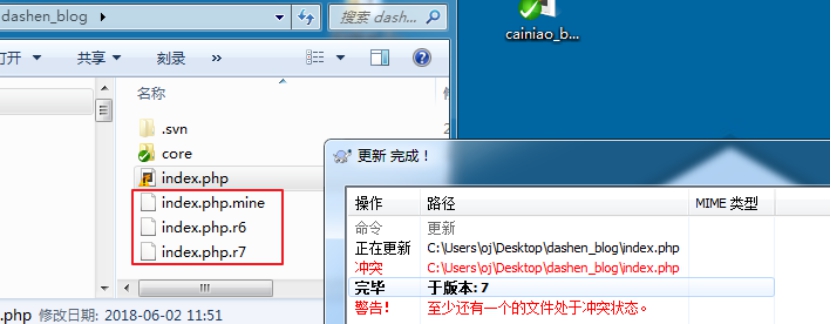 dashen_blog
搜索 dash...
打开
共享
刻录
»
名称
.svn
core
index.php
index.php.mine
index.php.r6
index.php.r7
.php 修改日期: 2018-06-02 11:51
cainiao_b...
更新 完成！
操作 路径 MIME 类型
命令 更新
正在更新 C:\Users\oj\Desktop\dashen_blog\index.php
冲突 C:\Users\oj\Desktop\dashen_blog\index.php
完毕 于版本: 7
警告! 至少还有一个的文件处于冲突状态。